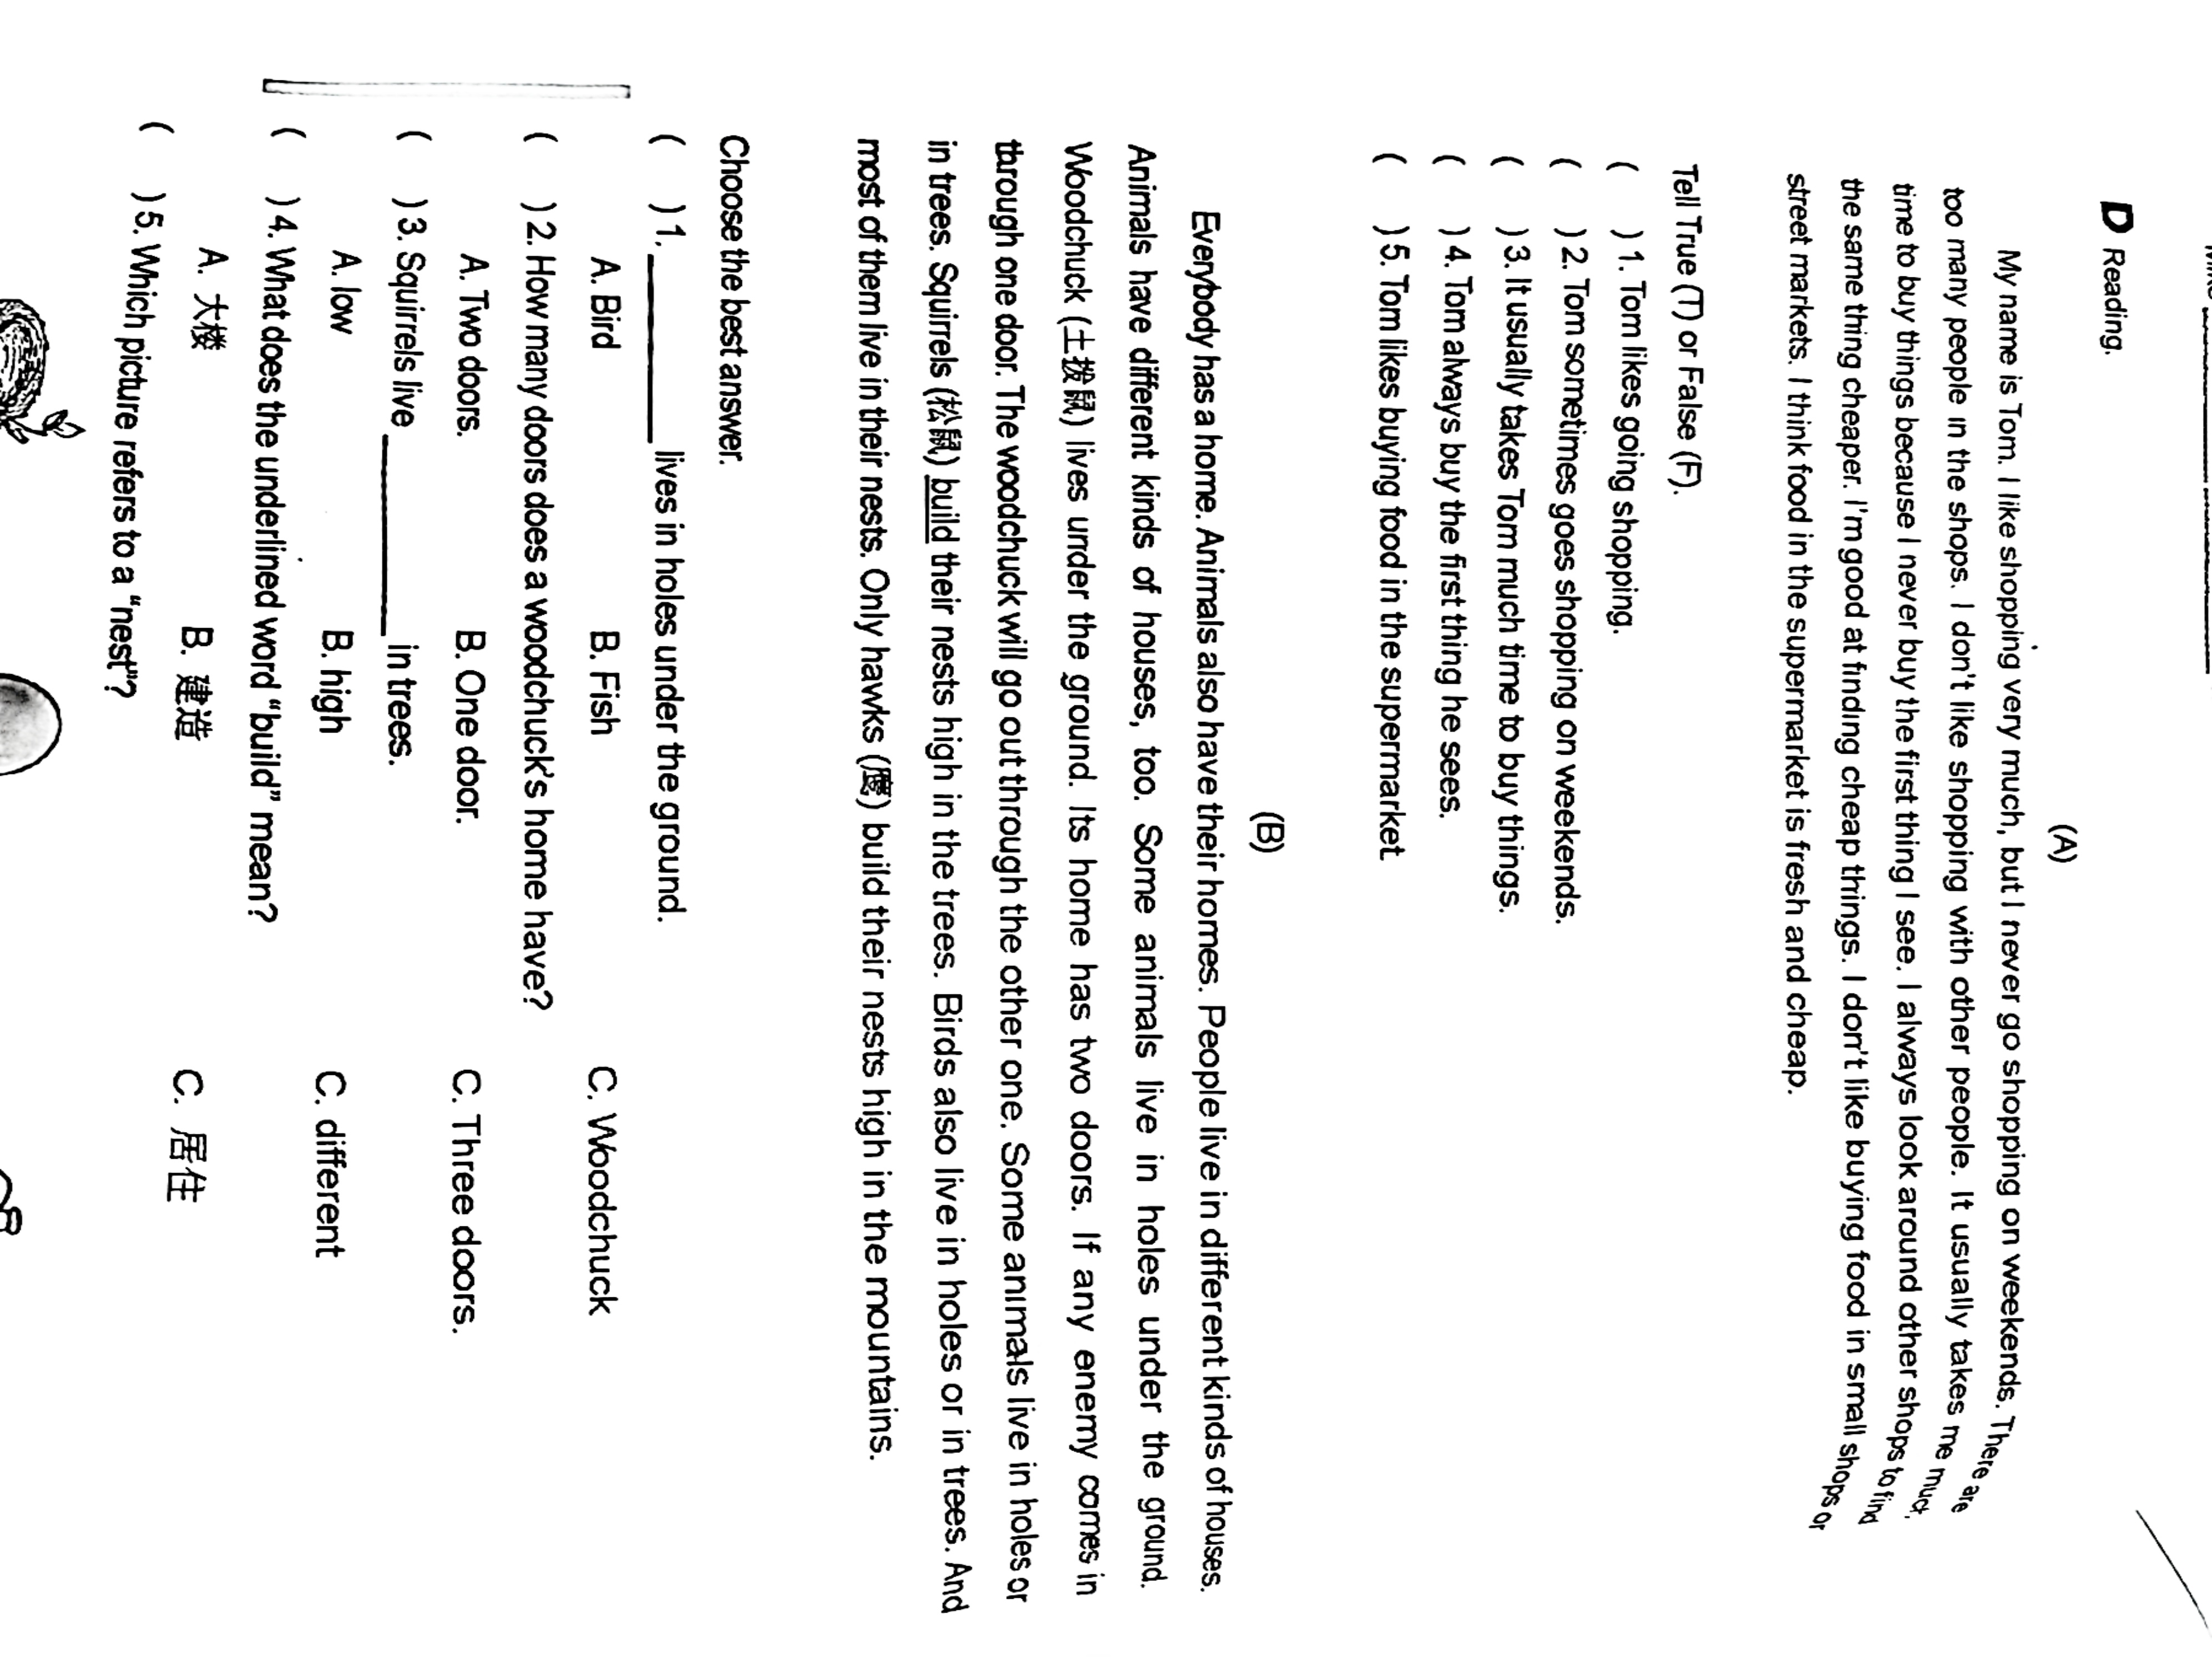 D Reading.
(A)
My name is Tom. I like shopping very much, but I never go shopping on weekends. There are
too many people in the shops. I don't like shopping with other people. It usually takes me much
time to buy things because I never buy the first thing I see. I always look around other shops to find
the same thing cheaper. I'm good at finding cheap things. I don't like buying food in small shops or
street markets. I think food in the supermarket is fresh and cheap.
Tell True (T) or False (F).
( ) 1. Tom likes going shopping.
( ) 2. Tom sometimes goes shopping on weekends.
( ) 3. It usually takes Tom much time to buy things.
( ) 4. Tom always buy the first thing he sees.
( ) 5. Tom likes buying food in the supermarket
(B)
Everybody has a home. Animals also have their homes. People live in different kinds of houses.
Animals have different kinds of houses, too. Some animals live in holes under the ground.
Woodchuck (土拨鼠) lives under the ground. Its home has two doors. If any enemy comes in
through one door. The woodchuck will go out through the other one. Some animals live in holes or
in trees. Squirrels (松鼠) build their nests high in the trees. Birds also live in holes or in trees. And
most of them live in their nests. Only hawks (鹰) build their nests high in the mountains.
Choose the best answer.
( ) 1. ________ lives in holes under the ground.
A. Bird B. Fish C. Woodchuck
( ) 2. How many doors does a woodchuck's home have?
A. Two doors. B. One door. C. Three doors.
( ) 3. Squirrels live ________ in trees.
A. low B. high C. different
( ) 4. What does the underlined word "build" mean?
A. 大楼 B. 建造 C. 居住
( ) 5. Which picture refers to a "nest"?